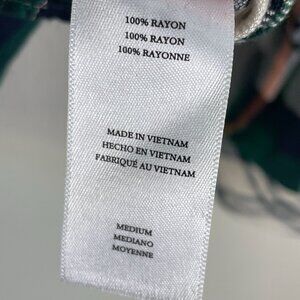 100% RAYON
100% RAYON
100% RAYONNE
MADE IN VIETNAM
HECHO EN VIETNAM
FABRIQUÉ AU VIETNAM
MEDIUM
MEDIANO
MOYENNE